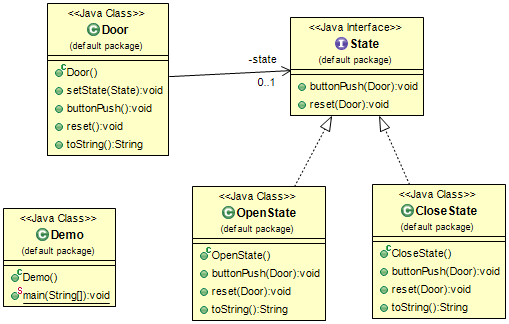 <<Java Class>>
Door
(default package)
Door()
setState(State):void
buttonPush():void
reset():void
toString():String
-state
0..1
<<Java Interface>>
State
(default package)
buttonPush(Door):void
reset(Door):void
<<Java Class>>
Demo
(default package)
Demo()
main(String[]):void
<<Java Class>>
OpenState
(default package)
OpenState()
buttonPush(Door):void
reset(Door):void
toString():String
<<Java Class>>
CloseState
(default package)
CloseState()
buttonPush(Door):void
reset(Door):void
toString():String